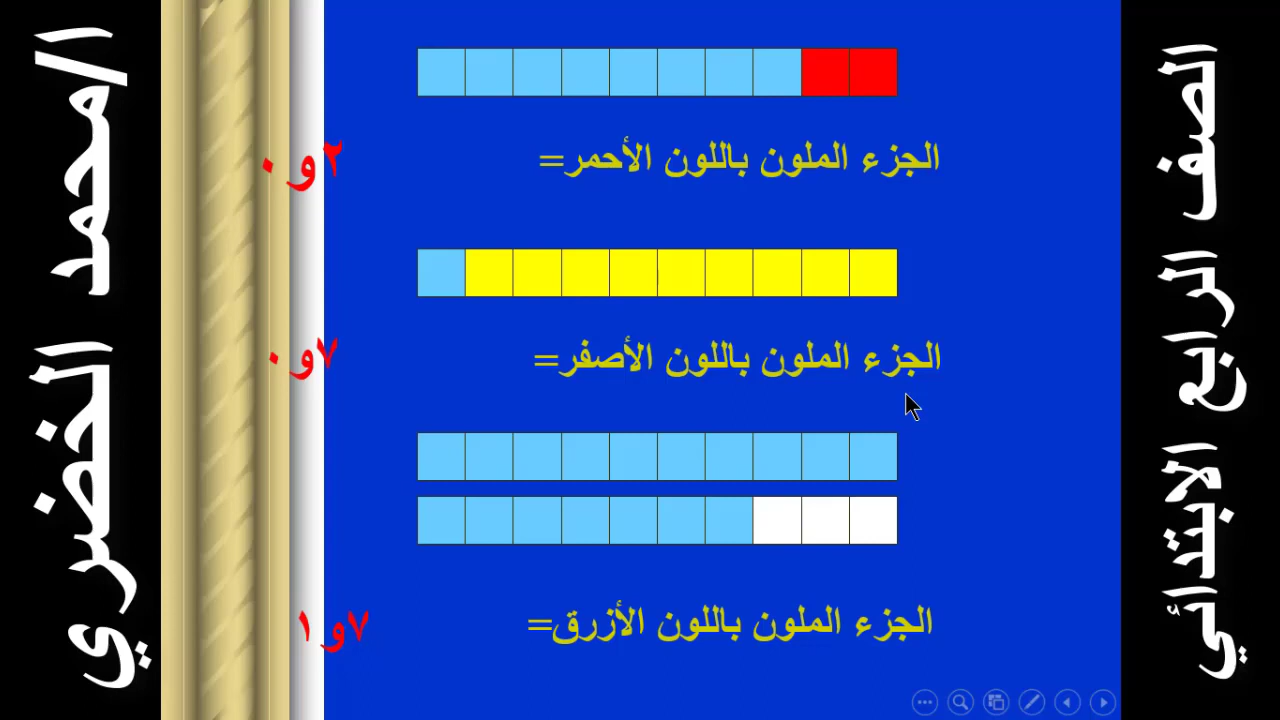 الصف الرابع الابتدائي
الجزء الملون باللون الأحمر= ٢و٠
الجزء الملون باللون الأصفر= ٧و٠
الجزء الملون باللون الأزرق= ٧و١
ا/محمد الخضري